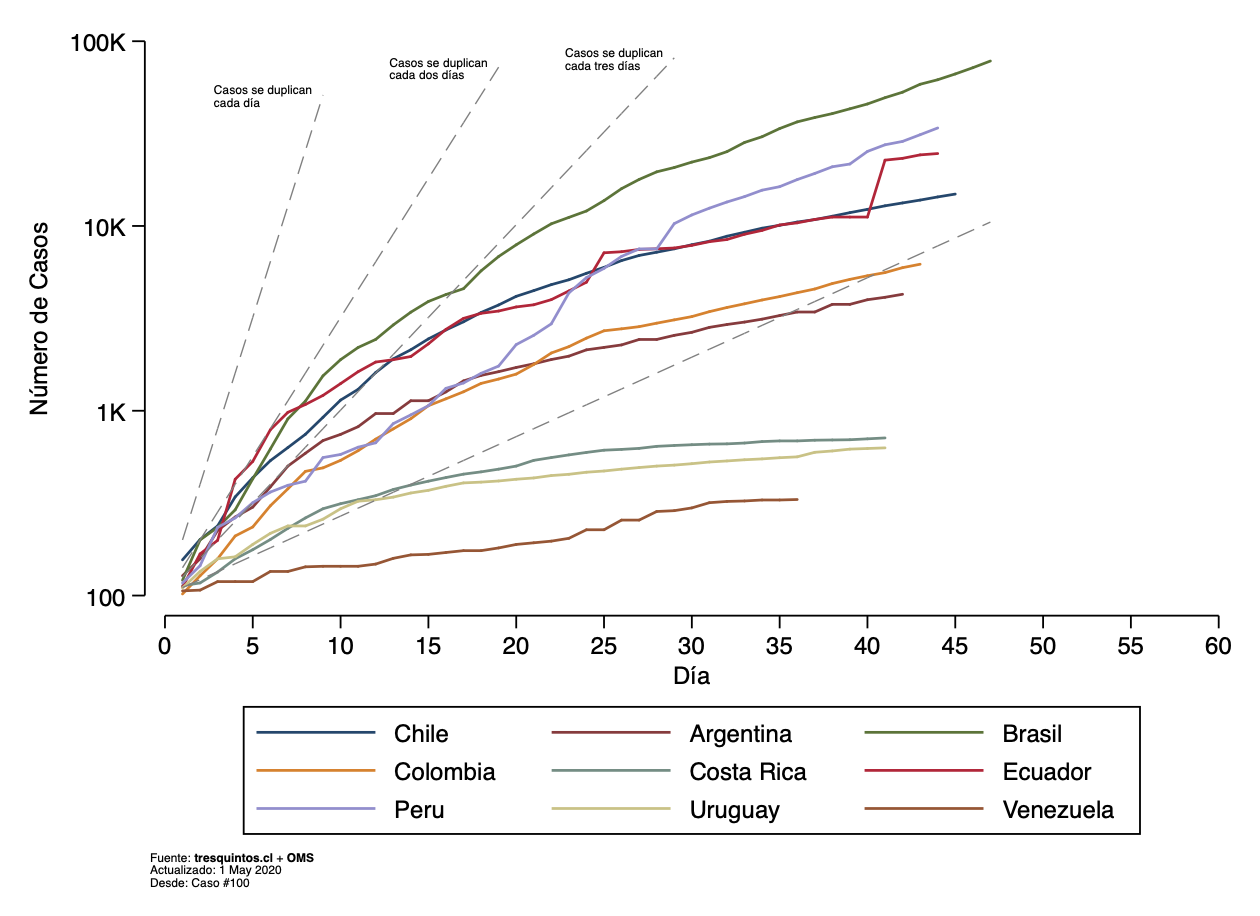 100K
10K
1K
100
Número de Casos
Casos se duplican
cada día
Casos se duplican
cada dos días
Casos se duplican
cada tres días
0 5 10 15 20 25 30 35 40 45 50 55 60
Día
Chile Argentina Brasil
Colombia Costa Rica Ecuador
Peru Uruguay Venezuela
Fuente: tresquintos.cl + OMS
Actualizado: 1 May 2020
Desde: Caso #100